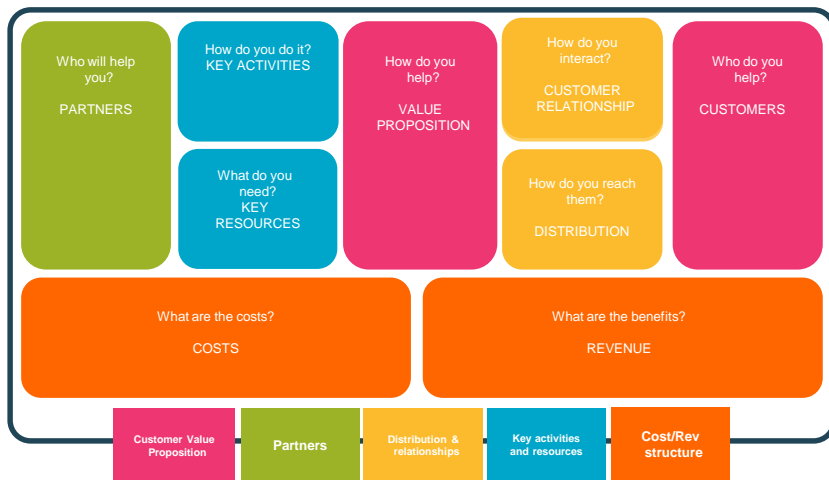 Who will help
you?
PARTNERS
How do you do it?
KEY ACTIVITIES
What do you
need?
KEY
RESOURCES
How do you
help?
VALUE
PROPOSITION
How do you
interact?
CUSTOMER
RELATIONSHIP
How do you reach
them?
DISTRIBUTION
Who do you
help?
CUSTOMERS
What are the costs?
COSTS
What are the benefits?
REVENUE
Customer Value
Proposition
Partners
Distribution &
relationships
Key activities
and resources
Cost/Rev
structure